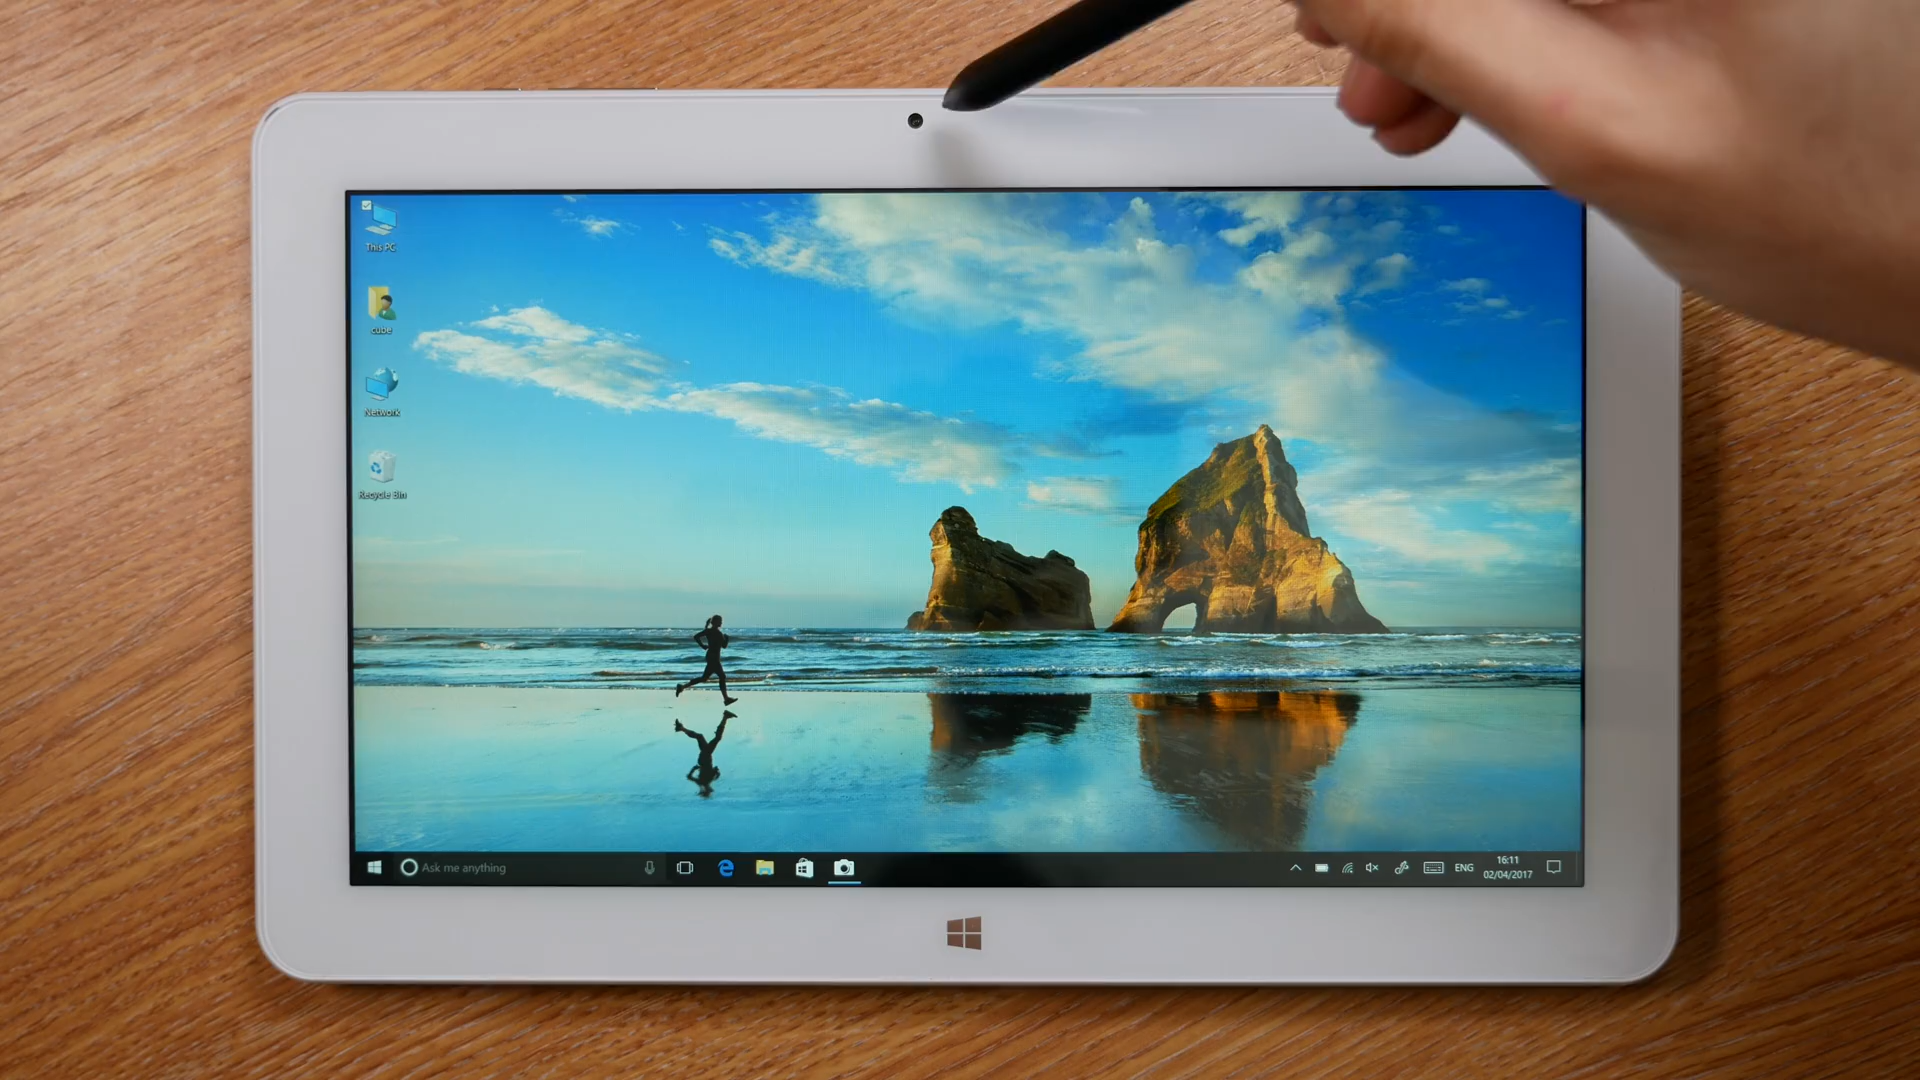 This PC
cube
Network
Recycle Bin
Ask me anything
ENG
16:11
02/04/2017